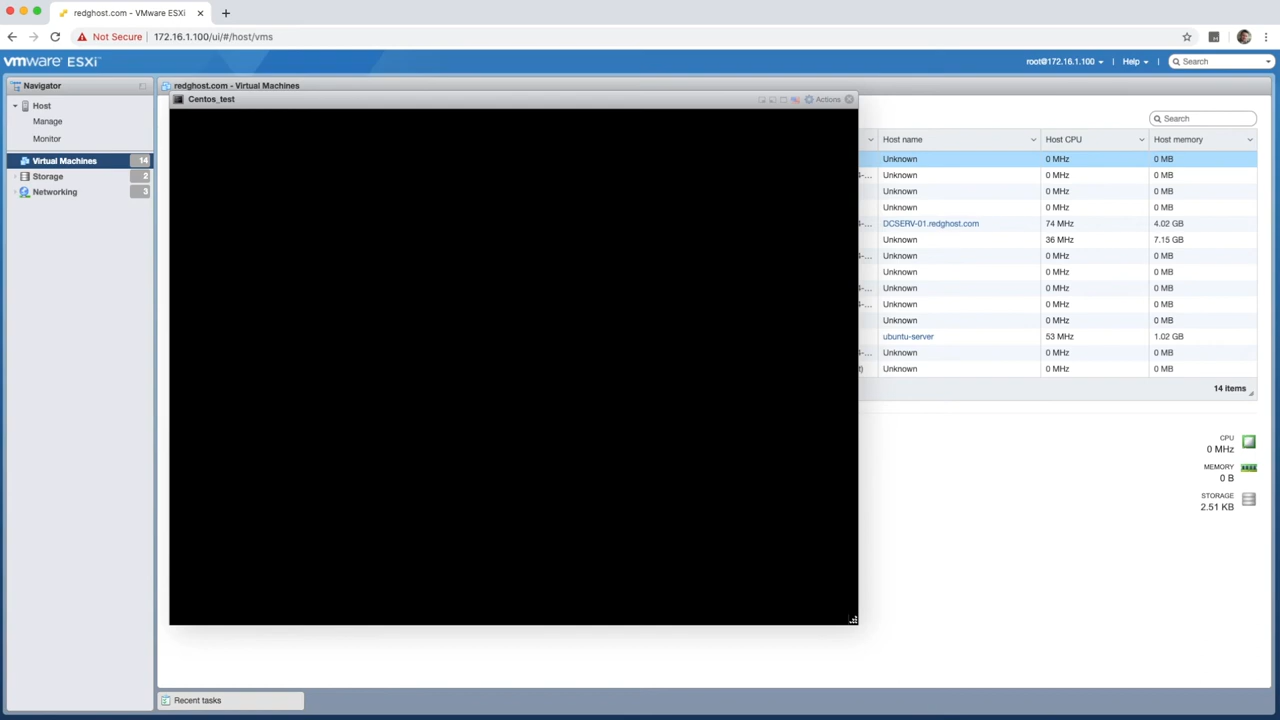 redghost.com - VMware ESXi
Not Secure 172.16.1.100/ui/#/host/vms
vmware ESXi
root@172.16.1.100 | Help | Search
Navigator
Host
Manage
Monitor
Virtual Machines 14
Storage 2
Networking 3
redghost.com - Virtual Machines
Centos_test Actions
Search
Host name Host CPU Host memory
Unknown 0 MHz 0 MB
4-... Unknown 0 MHz 0 MB
Unknown 0 MHz 0 MB
Unknown 0 MHz 0 MB
4-... DCSERV-01.redghost.com 74 MHz 4.02 GB
Unknown 36 MHz 7.15 GB
4-... Unknown 0 MHz 0 MB
Unknown 0 MHz 0 MB
4-... Unknown 0 MHz 0 MB
4-... Unknown 0 MHz 0 MB
Unknown 0 MHz 0 MB
ubuntu-server 53 MHz 1.02 GB
4-... Unknown 0 MHz 0 MB
t) Unknown 0 MHz 0 MB
14 items
CPU
0 MHz
MEMORY
0 B
STORAGE
2.51 KB
Recent tasks